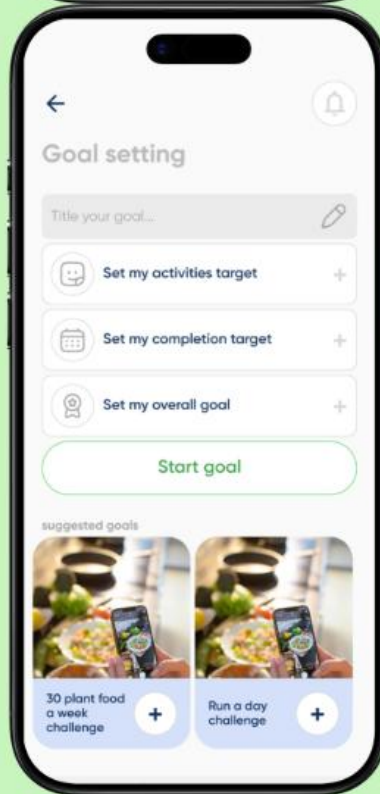 Goal setting
Title your goal...
Set my activities target
+
Set my completion target
+
Set my overall goal
+
Start goal
suggested goals
30 plant food
a week
challenge
+
Run a day
challenge
+